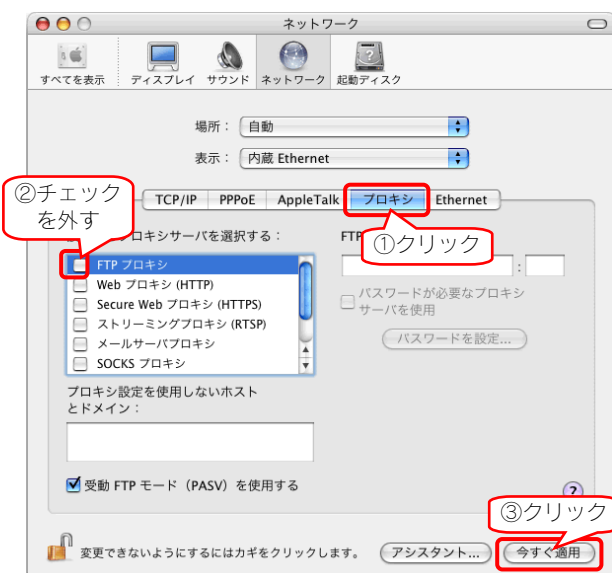 ネットワーク
すべてを表示 ディスプレイ サウンド ネットワーク 起動ディスク
場所： 自動
表示： 内蔵 Ethernet
②チェック
を外す
TCP/IP PPPoE AppleTalk プロキシ Ethernet
①クリック
ロキシサーバを選択する：
FTP
FTP プロキシ
:
Web プロキシ (HTTP)
Secure Web プロキシ (HTTPS)
ストリーミングプロキシ (RTSP)
メールサーバプロキシ
SOCKS プロキシ
パスワードが必要なプロキシ
サーバを使用
パスワードを設定...
プロキシ設定を使用しないホスト
とドメイン：
受動 FTP モード（PASV）を使用する
?
③クリック
変更できないようにするにはカギをクリックします。 アシスタント... 今すぐ適用